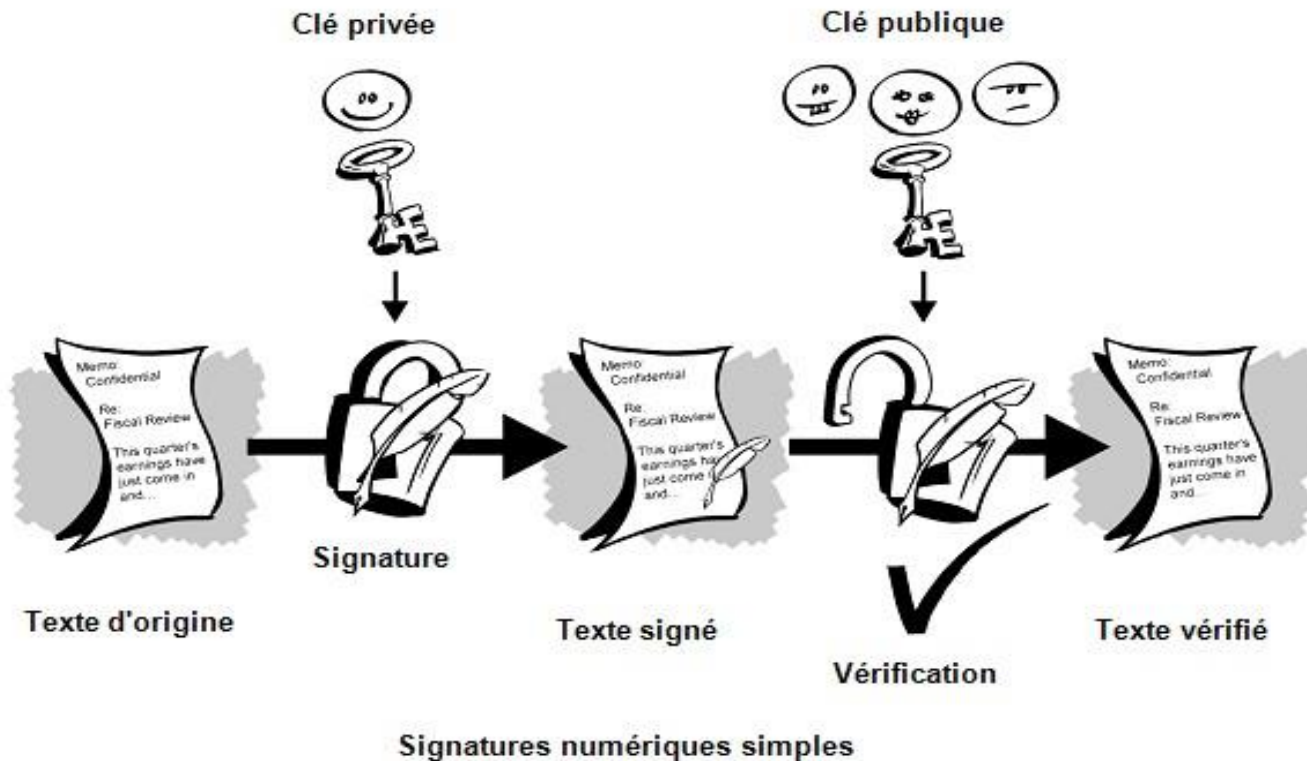 Clé privée
Clé publique
Memo:
Confidential
Re:
Fiscal Review
This quarter's
earnings have
just come in
and...
Memo:
Confidential
Re:
Fiscal Review
This quarter's
earnings have
just come in
and...
Memo:
Confidential
Re:
Fiscal Review
This quarter's
earnings have
just come in
and...
Signature
Texte d'origine
Texte signé
Texte vérifié
Vérification
Signatures numériques simples